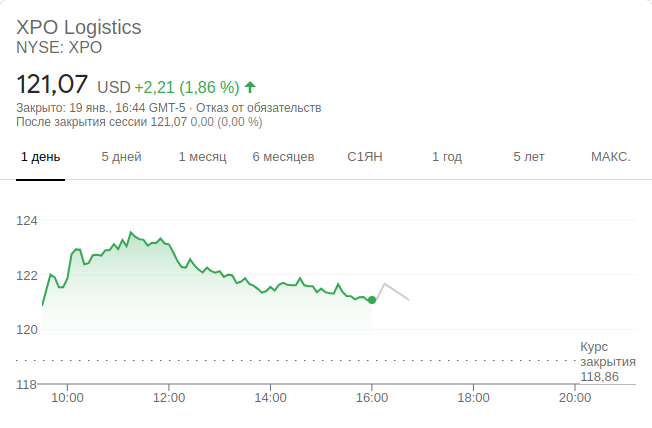 XPO Logistics
NYSE: XPO
121,07 USD +2,21 (1,86 %)
Закрыто: 19 янв., 16:44 GMT-5 · Отказ от обязательств
После закрытия сессии 121,07 0,00 (0,00 %)
1 день 5 дней 1 месяц 6 месяцев С1ЯН 1 год 5 лет МАКС.
124
122
120
Курс
закрытия
118,86
118
10:00 12:00 14:00 16:00 18:00 20:00